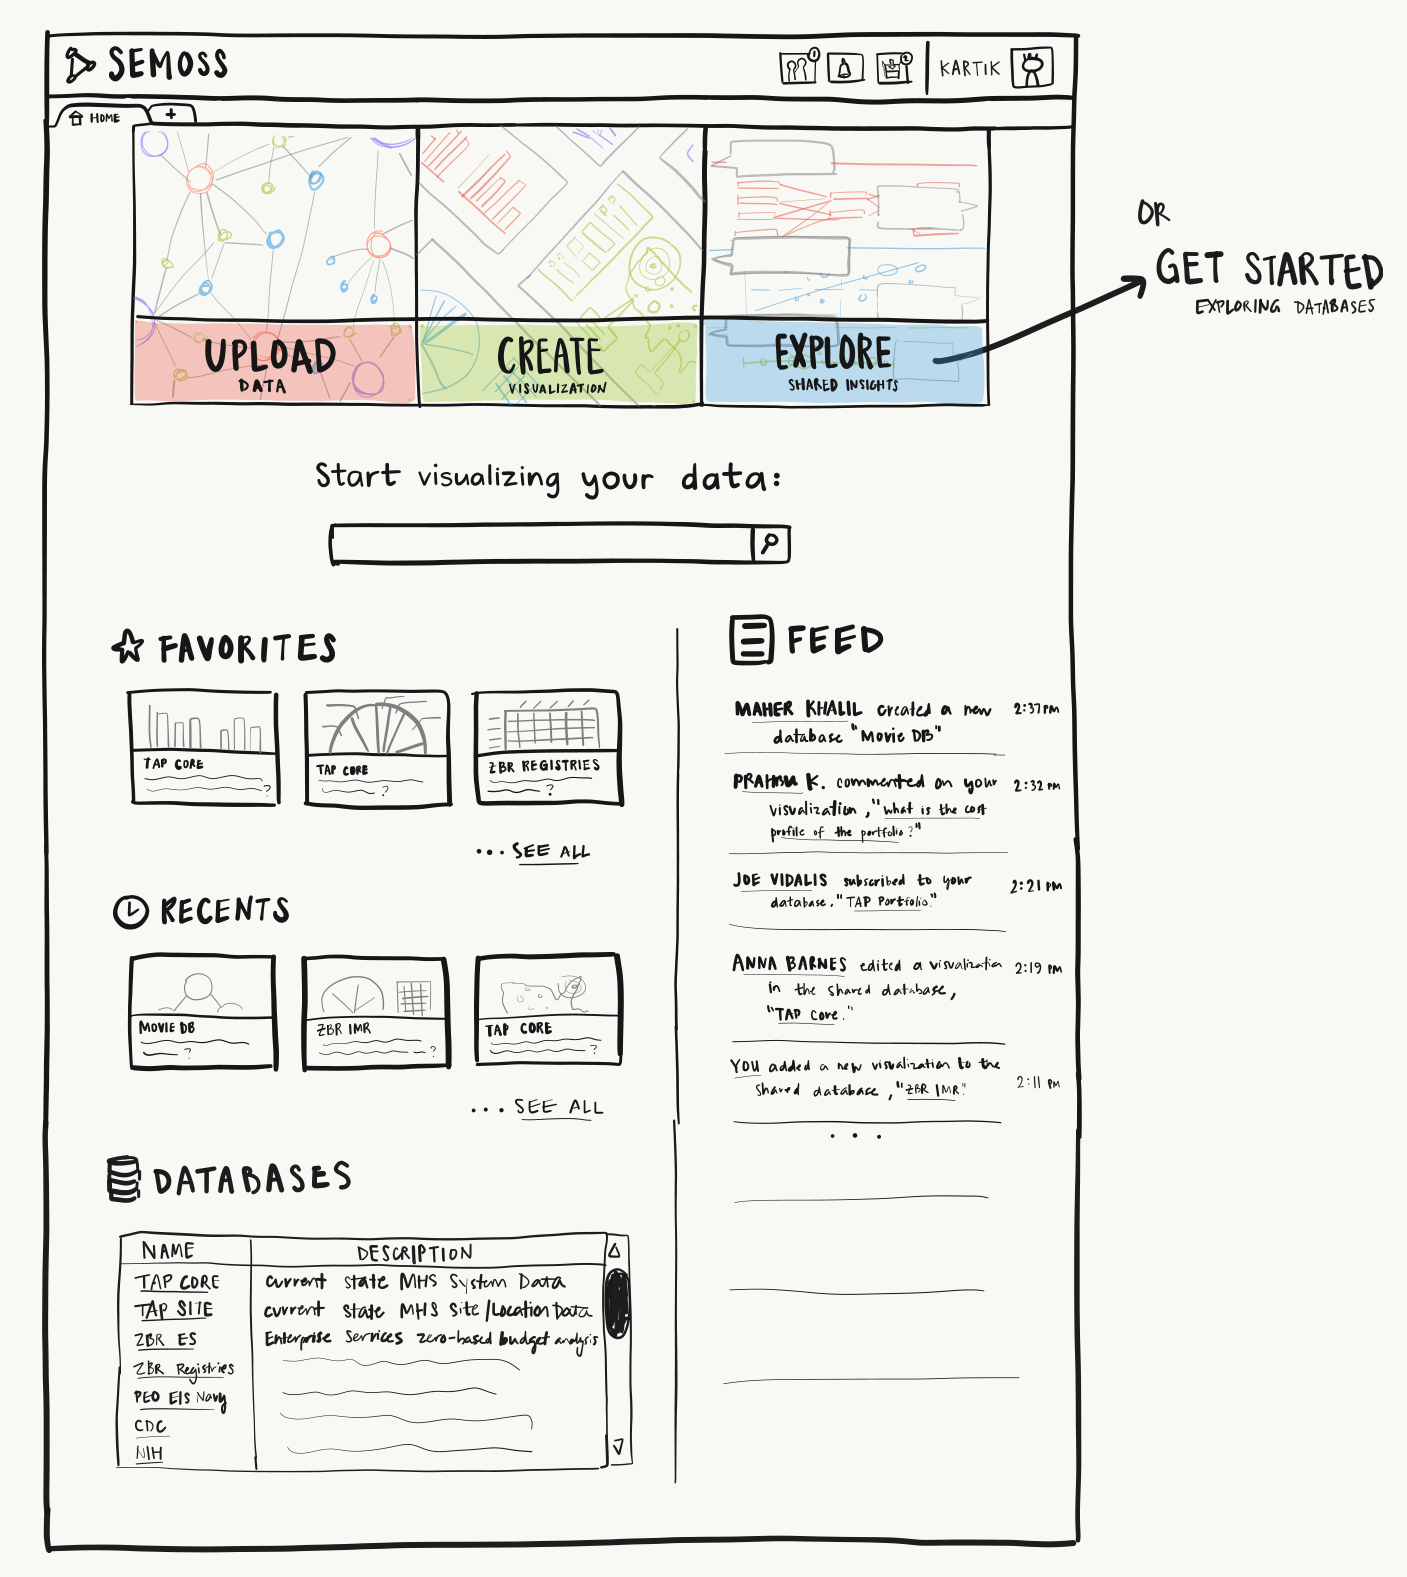 SEMOSS
1
2
KARTIK
HOME
+
OR
GET STARTED
EXPLORING DATABASES
UPLOAD
DATA
CREATE
VISUALIZATION
EXPLORE
SHARED INSIGHTS
Start visualizing your data:
FAVORITES
TAP CORE
?
TAP CORE
?
ZBR REGISTRIES
?
... SEE ALL
RECENTS
MOVIE DB
?
ZBR IMR
?
TAP CORE
?
... SEE ALL
DATABASES
NAME DESCRIPTION
TAP CORE current state MHS System Data
TAP SITE current state MHS Site/Location Data
ZBR ES Enterprise Services zero-based budget analysis
ZBR Registries
PEO EIS Navy
CDC
NIH
FEED
MAHER KHALIL created a new 2:37 PM
database "Movie DB"
K. commented on your 2:32 PM
visualization, "what is the cost
profile of the portfolio?"
JOE VIDALIS subscribed to your 2:21 PM
database, "TAP Portfolio."
ANNA BARNES edited a visualization 2:19 PM
in the shared database,
"TAP Core."
YOU added a new visualization to the
shared database, "ZBR IMR." 2:11 PM
...